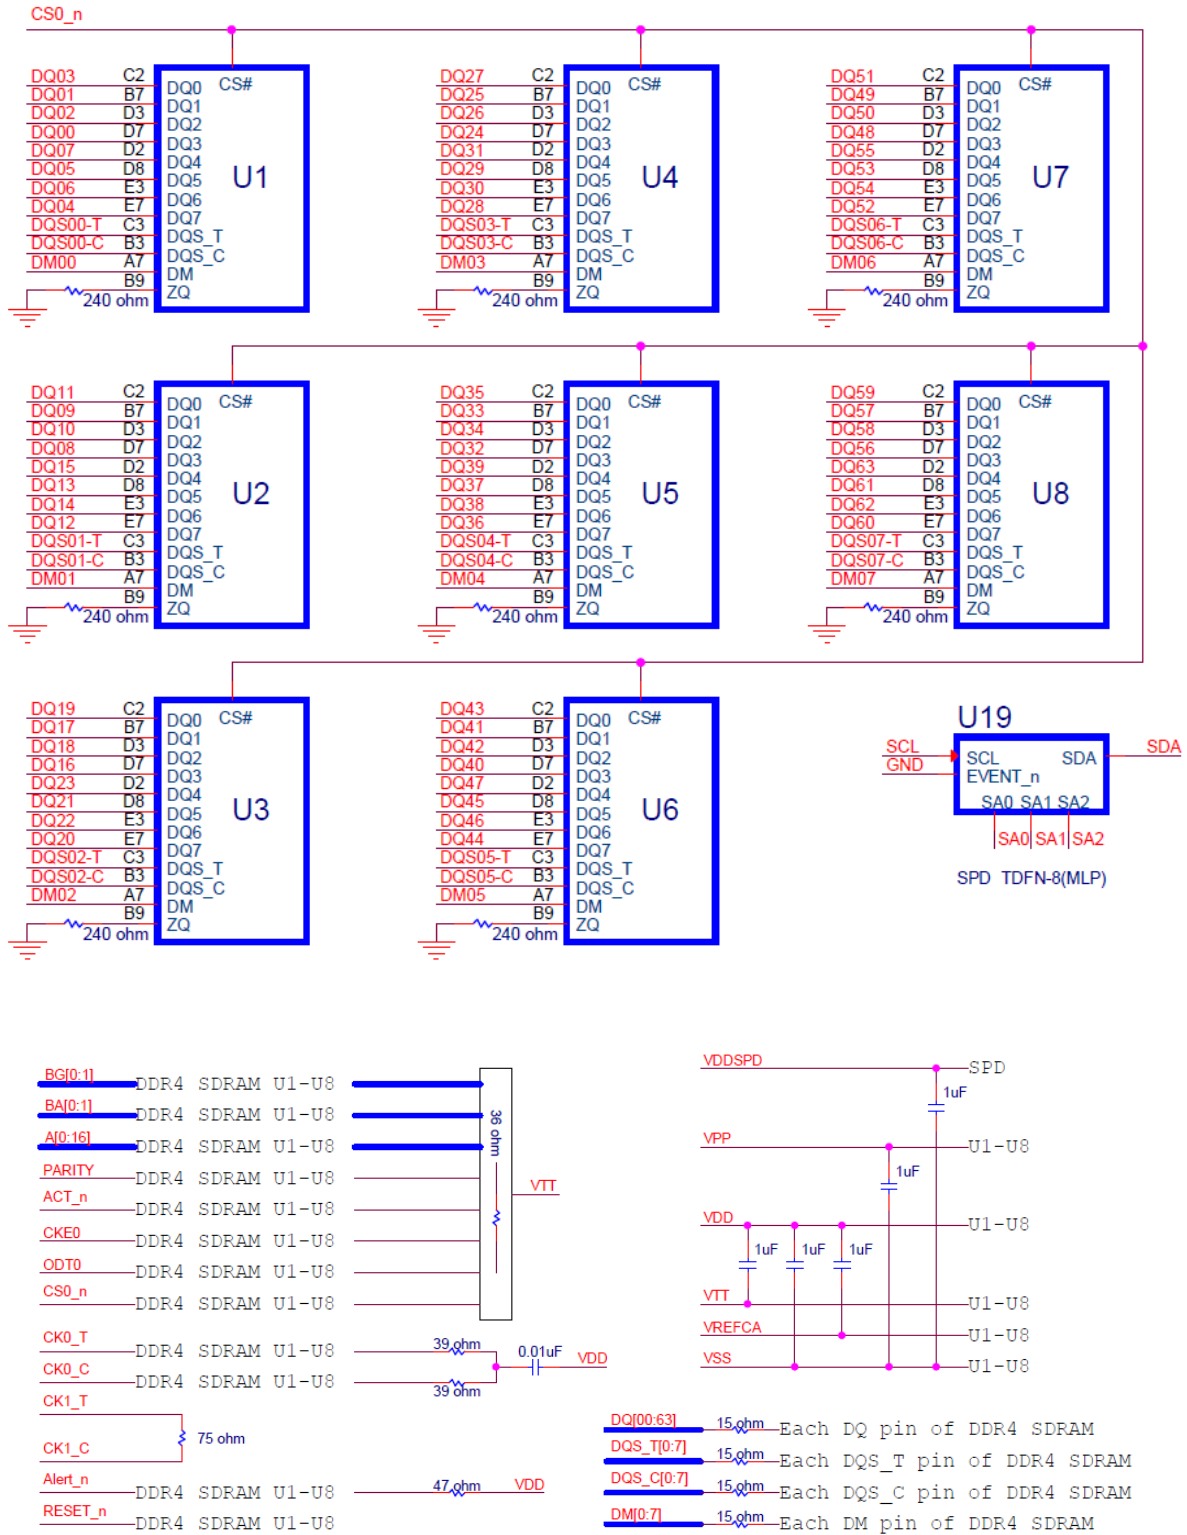 CS0_n
DQ03 C2 DQ0 CS#
DQ01 B7 DQ1
DQ02 D3 DQ2
DQ00 D7 DQ3
DQ07 D2 DQ4
DQ05 D8 DQ5
DQ06 E3 DQ6
DQ04 E7 DQ7
DQS00-T C3 DQS_T
DQS00-C B3 DQS_C
DM00 A7 DM
B9 ZQ
240 ohm
U1
DQ27 C2 DQ0 CS#
DQ25 B7 DQ1
DQ26 D3 DQ2
DQ24 D7 DQ3
DQ31 D2 DQ4
DQ29 D8 DQ5
DQ30 E3 DQ6
DQ28 E7 DQ7
DQS03-T C3 DQS_T
DQS03-C B3 DQS_C
DM03 A7 DM
B9 ZQ
240 ohm
U4
DQ51 C2 DQ0 CS#
DQ49 B7 DQ1
DQ50 D3 DQ2
DQ48 D7 DQ3
DQ55 D2 DQ4
DQ53 D8 DQ5
DQ54 E3 DQ6
DQ52 E7 DQ7
DQS06-T C3 DQS_T
DQS06-C B3 DQS_C
DM06 A7 DM
B9 ZQ
240 ohm
U7
DQ11 C2 DQ0 CS#
DQ09 B7 DQ1
DQ10 D3 DQ2
DQ08 D7 DQ3
DQ15 D2 DQ4
DQ13 D8 DQ5
DQ14 E3 DQ6
DQ12 E7 DQ7
DQS01-T C3 DQS_T
DQS01-C B3 DQS_C
DM01 A7 DM
B9 ZQ
240 ohm
U2
DQ35 C2 DQ0 CS#
DQ33 B7 DQ1
DQ34 D3 DQ2
DQ32 D7 DQ3
DQ39 D2 DQ4
DQ37 D8 DQ5
DQ38 E3 DQ6
DQ36 E7 DQ7
DQS04-T C3 DQS_T
DQS04-C B3 DQS_C
DM04 A7 DM
B9 ZQ
240 ohm
U5
DQ59 C2 DQ0 CS#
DQ57 B7 DQ1
DQ58 D3 DQ2
DQ56 D7 DQ3
DQ63 D2 DQ4
DQ61 D8 DQ5
DQ62 E3 DQ6
DQ60 E7 DQ7
DQS07-T C3 DQS_T
DQS07-C B3 DQS_C
DM07 A7 DM
B9 ZQ
240 ohm
U8
DQ19 C2 DQ0 CS#
DQ17 B7 DQ1
DQ18 D3 DQ2
DQ16 D7 DQ3
DQ23 D2 DQ4
DQ21 D8 DQ5
DQ22 E3 DQ6
DQ20 E7 DQ7
DQS02-T C3 DQS_T
DQS02-C B3 DQS_C
DM02 A7 DM
B9 ZQ
240 ohm
U3
DQ43 C2 DQ0 CS#
DQ41 B7 DQ1
DQ42 D3 DQ2
DQ40 D7 DQ3
DQ47 D2 DQ4
DQ45 D8 DQ5
DQ46 E3 DQ6
DQ44 E7 DQ7
DQS05-T C3 DQS_T
DQS05-C B3 DQS_C
DM05 A7 DM
B9 ZQ
240 ohm
U6
U19
SCL SCL SDA SDA
GND EVENT_n
SA0 SA1 SA2
SA0 SA1 SA2
SPD TDFN-8(MLP)
BG[0:1] DDR4 SDRAM U1-U8
BA[0:1] DDR4 SDRAM U1-U8
A[0:16] DDR4 SDRAM U1-U8
PARITY DDR4 SDRAM U1-U8
ACT_n DDR4 SDRAM U1-U8
CKE0 DDR4 SDRAM U1-U8
ODT0 DDR4 SDRAM U1-U8
CS0_n DDR4 SDRAM U1-U8
36 ohm
VTT
CK0_T DDR4 SDRAM U1-U8 39 ohm
CK0_C DDR4 SDRAM U1-U8 39 ohm
0.01uF VDD
CK1_T
75 ohm
CK1_C
Alert_n DDR4 SDRAM U1-U8 47 ohm VDD
RESET_n DDR4 SDRAM U1-U8
VDDSPD SPD
1uF
VPP U1-U8
1uF
VDD U1-U8
1uF 1uF 1uF
VTT U1-U8
VREFCA U1-U8
VSS U1-U8
DQ[00:63] 15 ohm Each DQ pin of DDR4 SDRAM
DQS_T[0:7] 15 ohm Each DQS_T pin of DDR4 SDRAM
DQS_C[0:7] 15 ohm Each DQS_C pin of DDR4 SDRAM
DM[0:7] 15 ohm Each DM pin of DDR4 SDRAM